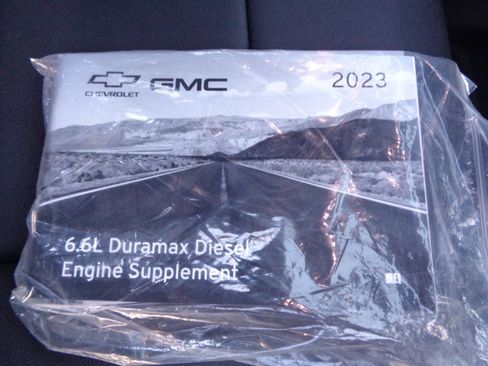 CHEVROLET GMC 2023
6.6L Duramax Diesel
Engine Supplement